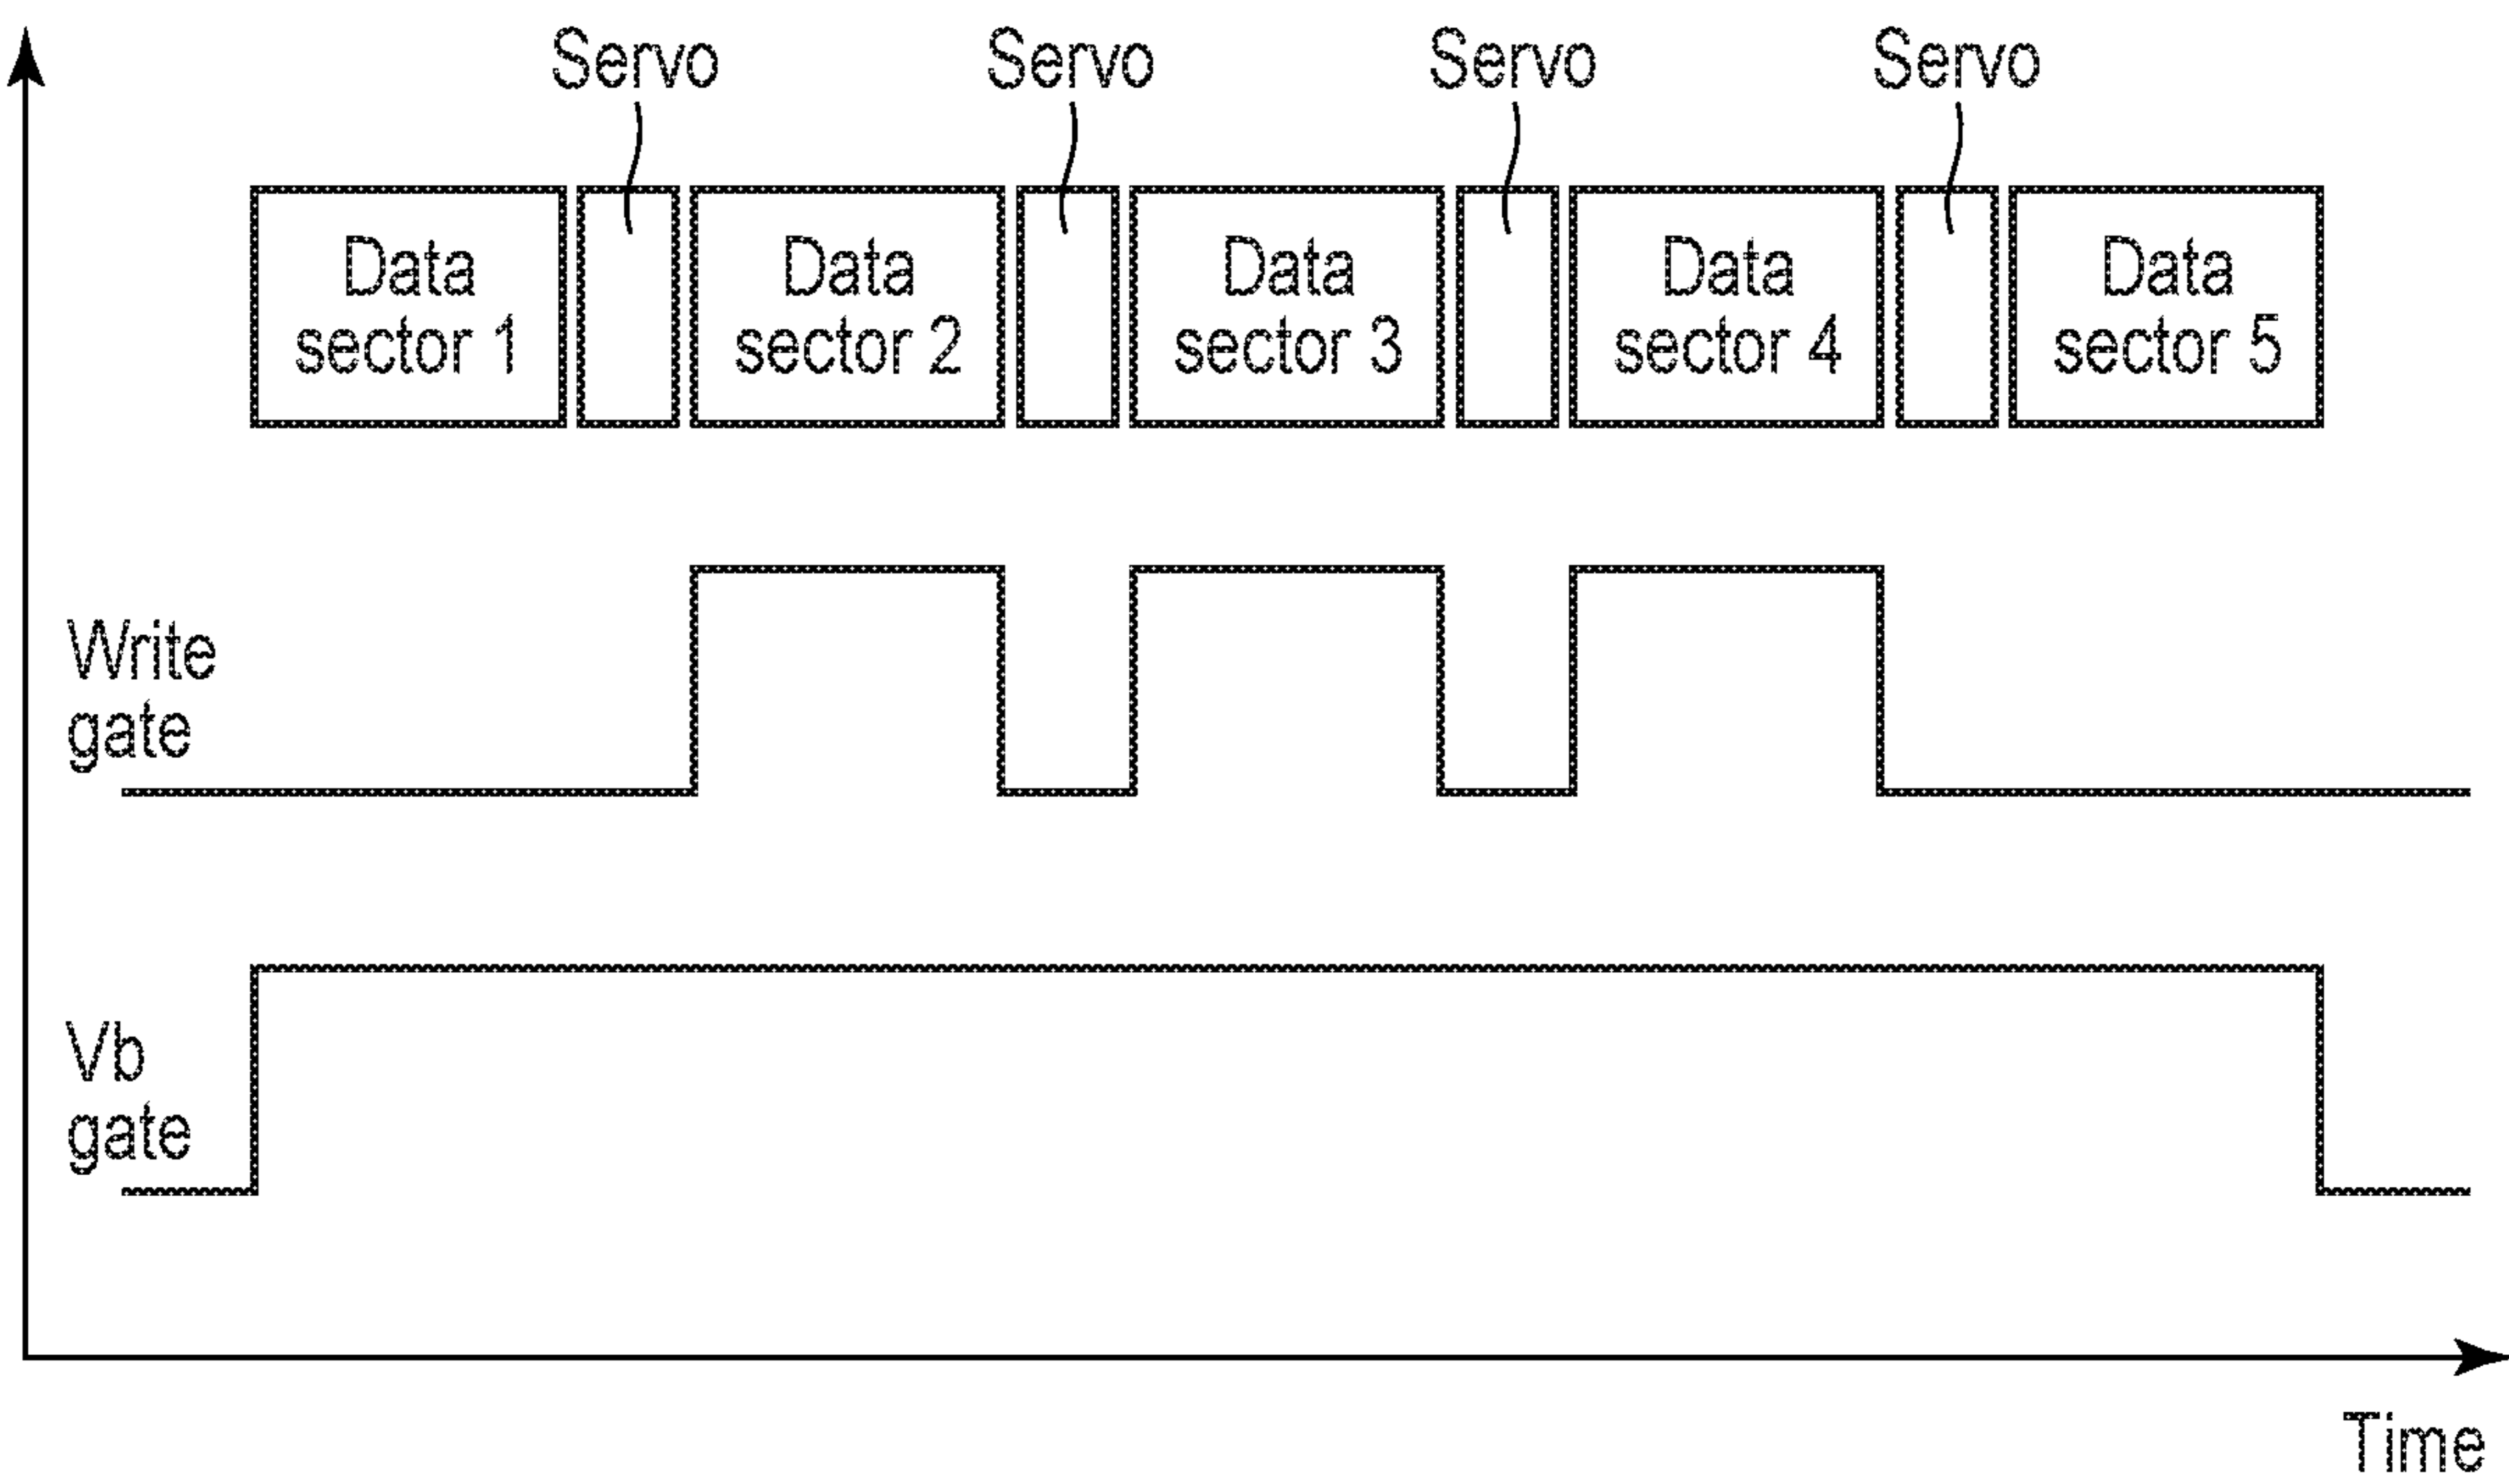 Servo
Servo
Servo
Servo
Data
sector 1
Data
sector 2
Data
sector 3
Data
sector 4
Data
sector 5
Write
gate
Vb
gate
Time